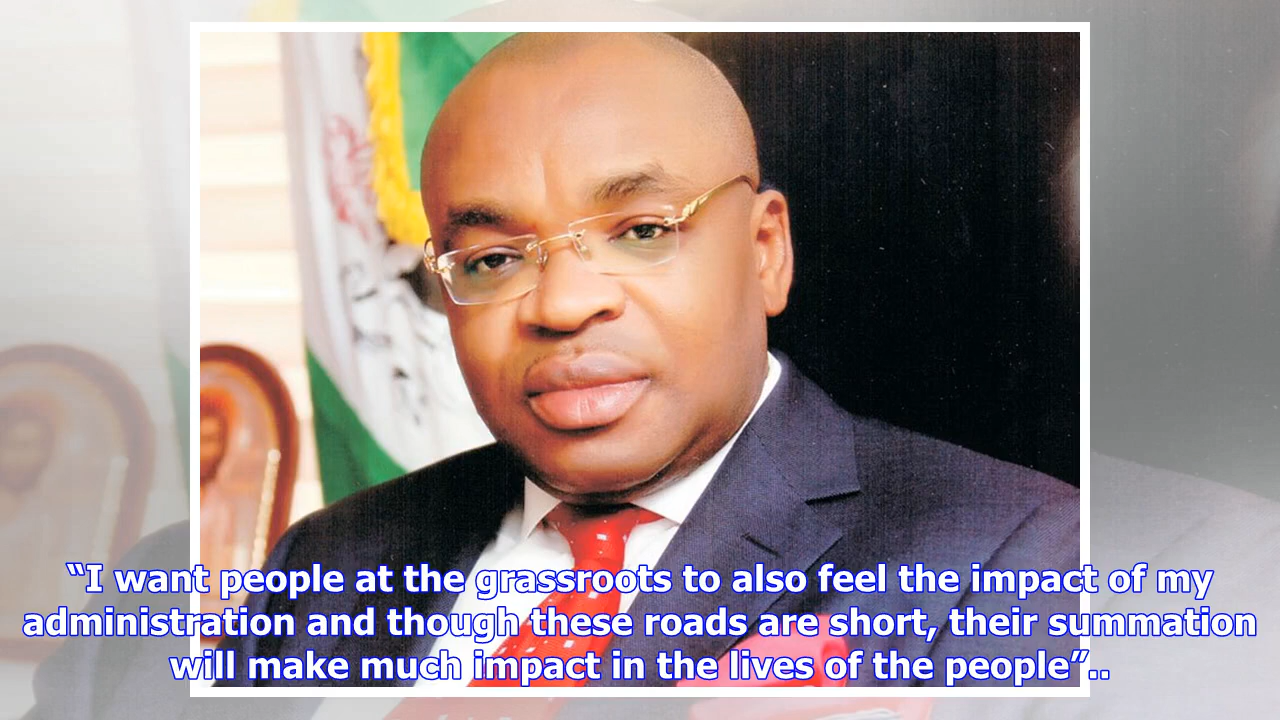 “I want people at the grassroots to also feel the impact of my
administration and though these roads are short, their summation
will make much impact in the lives of the people”..